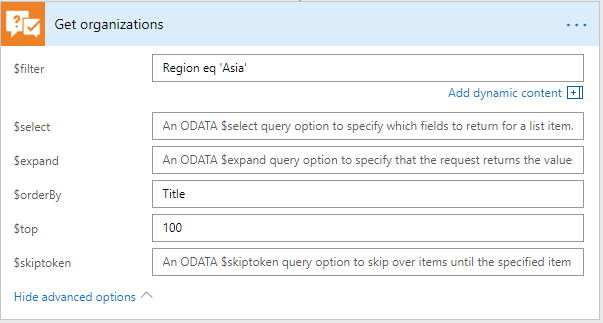 Get organizations
$filter
Region eq 'Asia'
Add dynamic content
$select
An ODATA $select query option to specify which fields to return for a list item.
$expand
An ODATA $expand query option to specify that the request returns the value
$orderBy
Title
$top
100
$skiptoken
An ODATA $skiptoken query option to skip over items until the specified item
Hide advanced options